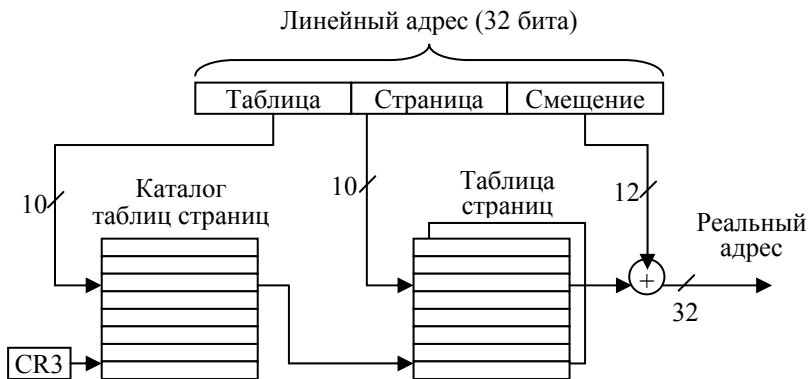 Линейный адрес (32 бита)
Таблица Страница Смещение
10
Каталог
таблиц страниц
10
Таблица
страниц
12
Реальный
адрес
+
32
CR3